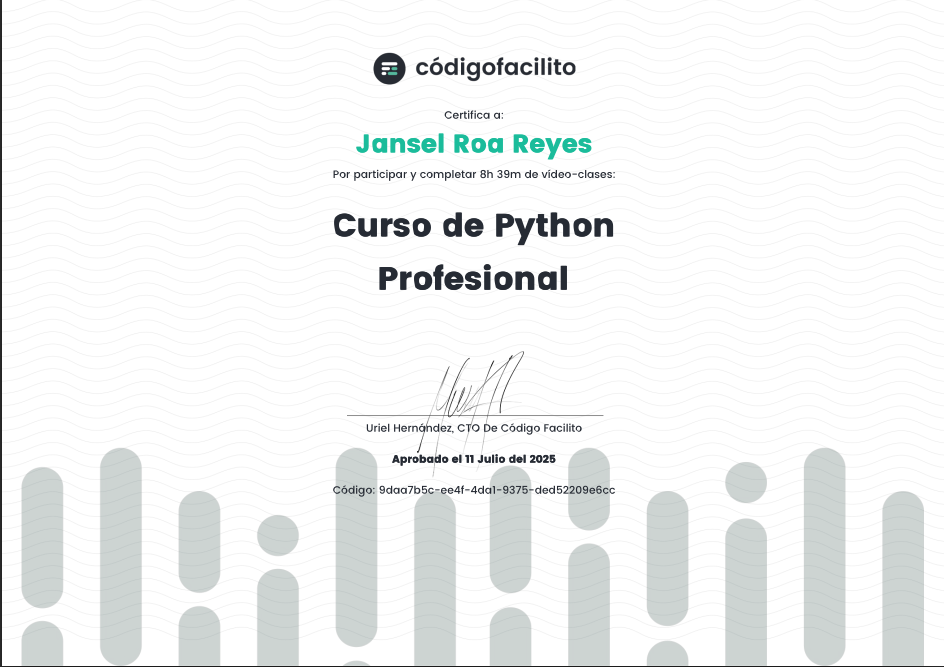 códigofacilito
Certifica a:
Jansel Roa Reyes
Por participar y completar 8h 39m de vídeo-clases:
Curso de Python
Profesional
Uriel Hernández, CTO De Código Facilito
Aprobado el 11 Julio del 2025
Código: 9daa7b5c-ee4f-4da1-9375-ded52209e6cc